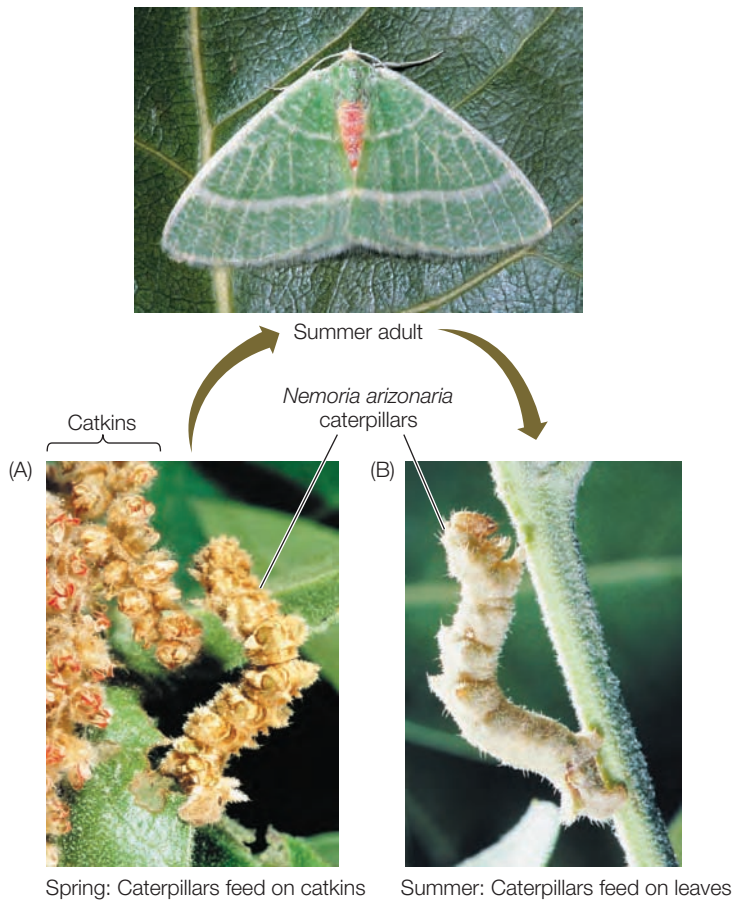 Summer adult
Nemoria arizonaria
caterpillars
Catkins
(A)
(B)
Spring: Caterpillars feed on catkins
Summer: Caterpillars feed on leaves